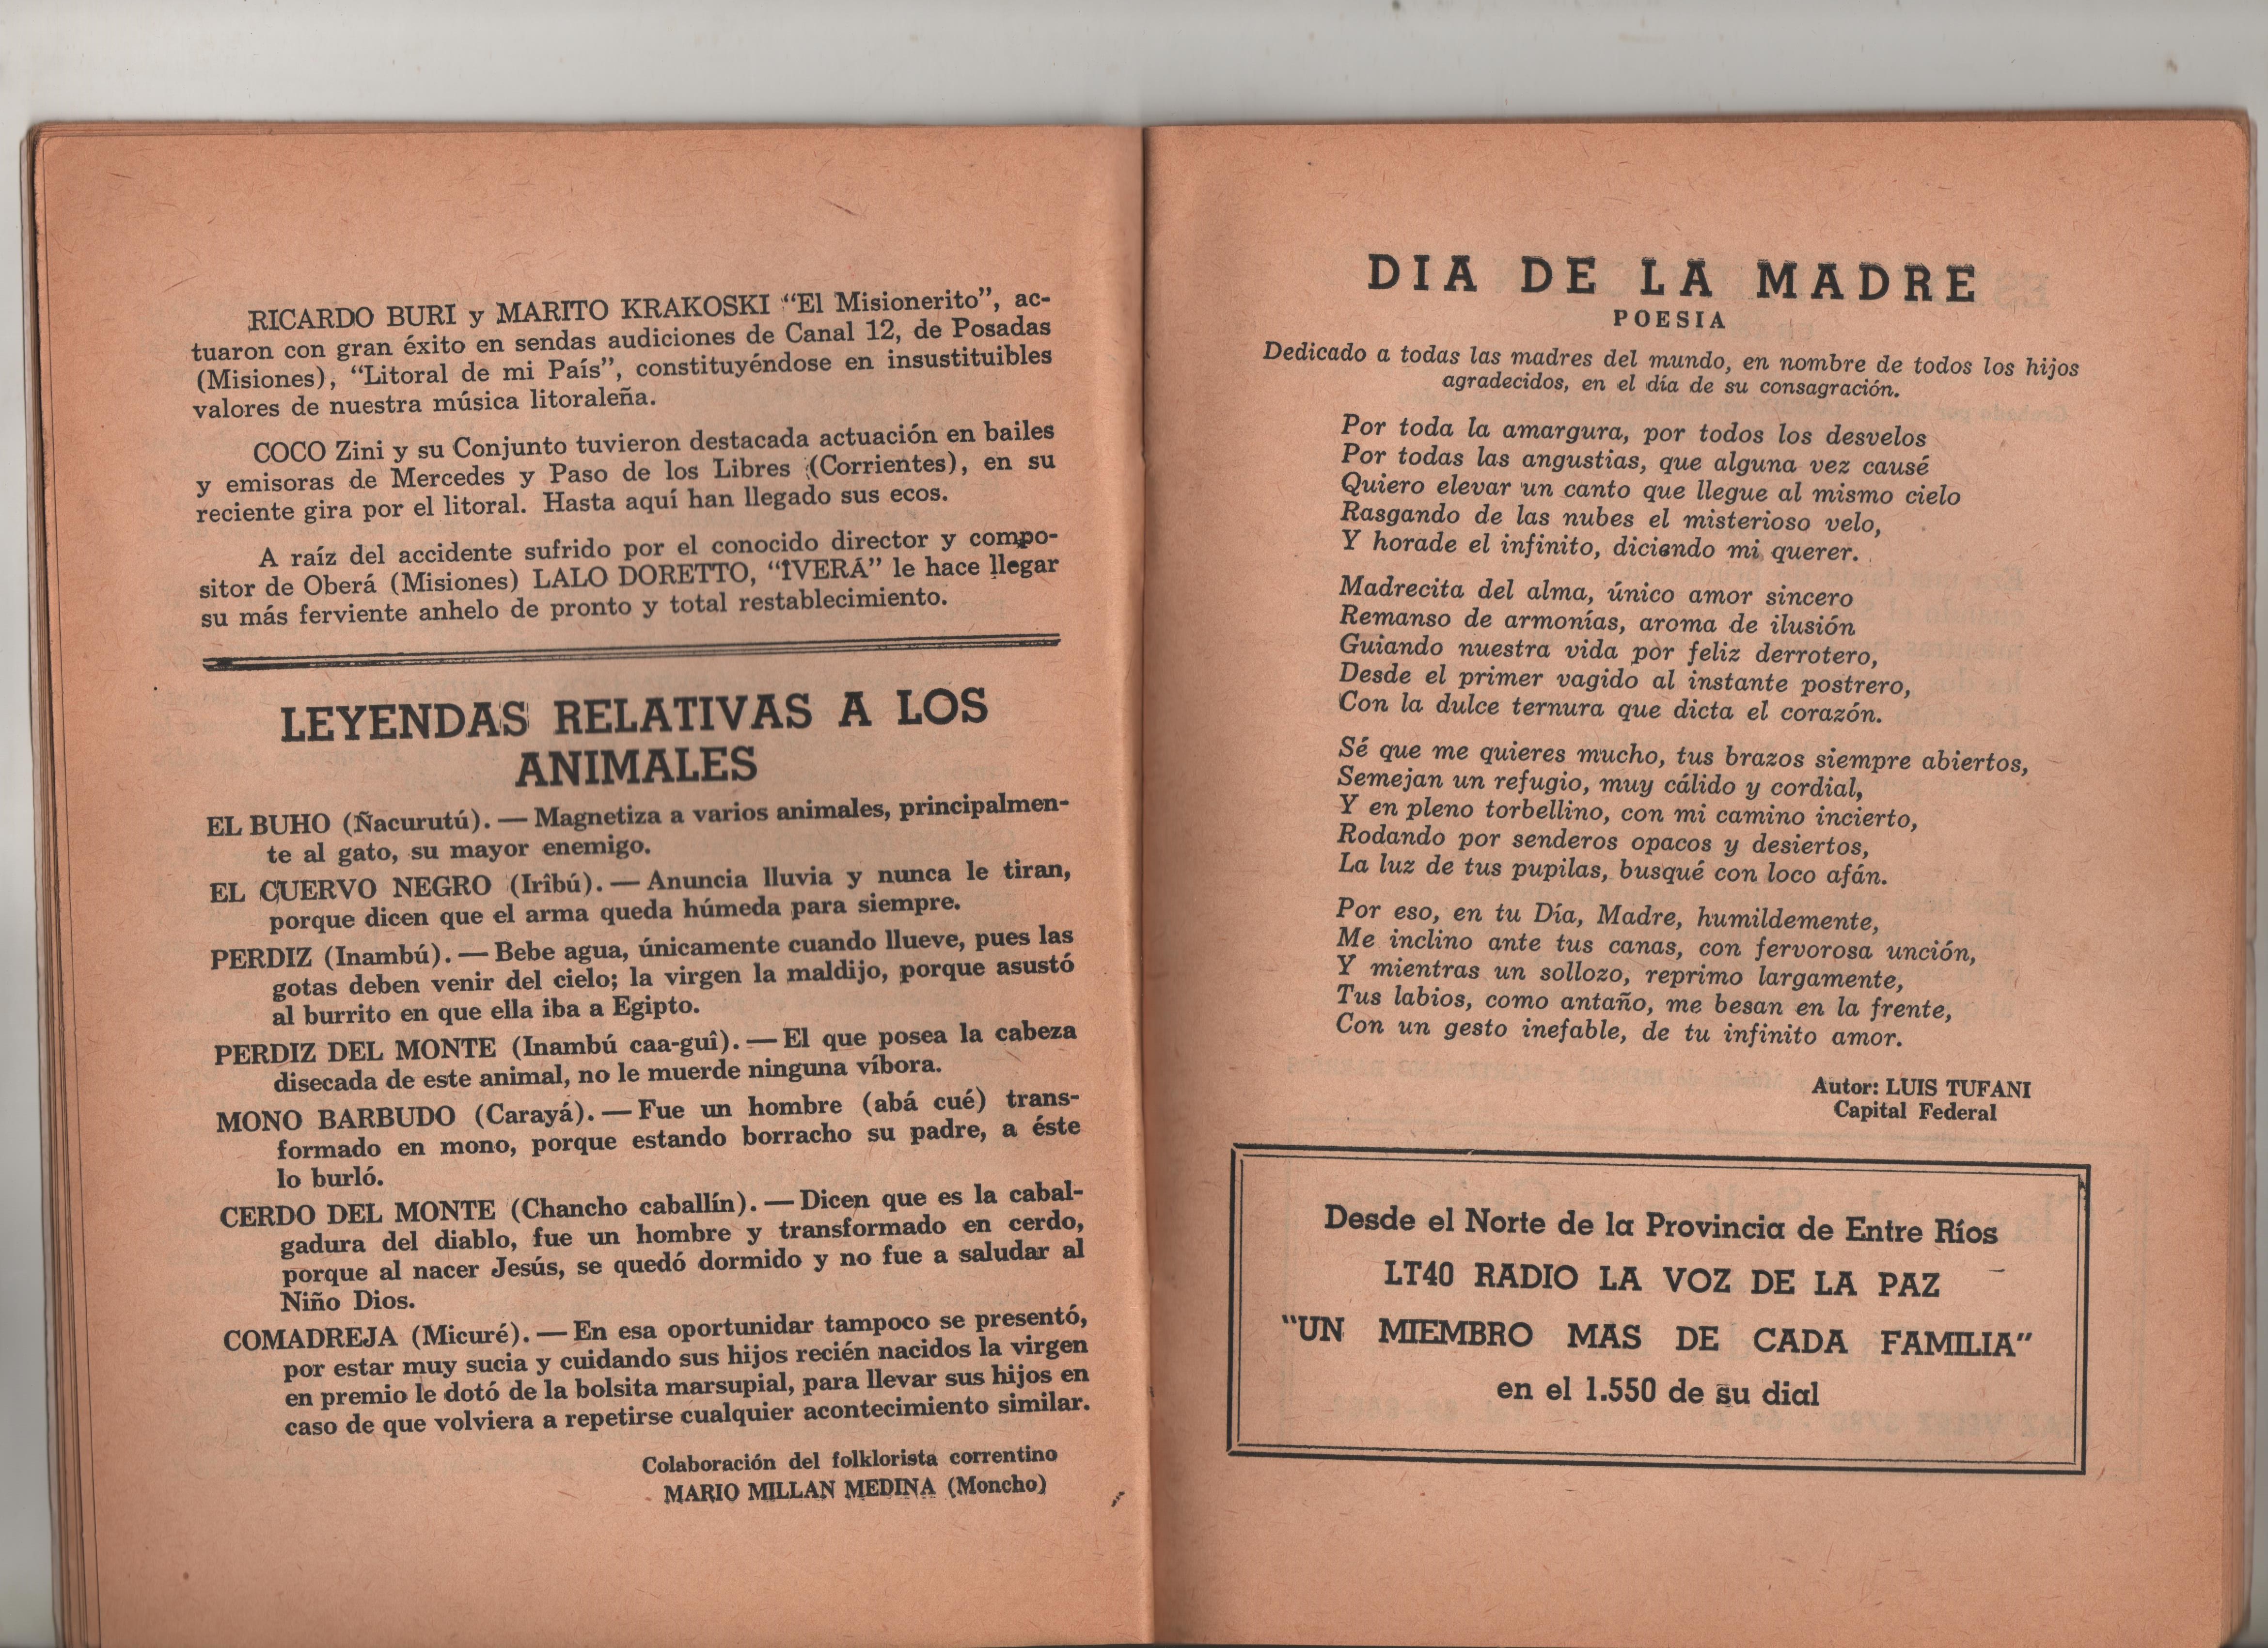 RICARDO BURI y MARITO KRAKOSKI “El Misionerito”, ac-
tuaron con gran éxito en sendas audiciones de Canal 12, de Posadas
(Misiones), “Litoral de mi País”, constituyéndose en insustituibles
valores de nuestra música litoraleña.
COCO Zini y su Conjunto tuvieron destacada actuación en bailes
y emisoras de Mercedes y Paso de los Libres (Corrientes), en su
reciente gira por el litoral. Hasta aquí han llegado sus ecos.
A raíz del accidente sufrido por el conocido director y compo-
sitor de Oberá (Misiones) LALO DORETTO, “IVERÁ” le hace llegar
su más ferviente anhelo de pronto y total restablecimiento.
LEYENDAS RELATIVAS A LOS
ANIMALES
EL BUHO (Ñacurutú). — Magnetiza a varios animales, principalmen-
te al gato, su mayor enemigo.
EL CUERVO NEGRO (Irîbú). — Anuncia lluvia y nunca le tiran,
porque dicen que el arma queda húmeda para siempre.
PERDIZ (Inambú). — Bebe agua, únicamente cuando llueve, pues las
gotas deben venir del cielo; la virgen la maldijo, porque asustó
al burrito en que ella iba a Egipto.
PERDIZ DEL MONTE (Inambú caa-guî). — El que posea la cabeza
disecada de este animal, no le muerde ninguna víbora.
MONO BARBUDO (Carayá). — Fue un hombre (abá cué) trans-
formado en mono, porque estando borracho su padre, a éste
lo burló.
CERDO DEL MONTE (Chancho caballín). — Dicen que es la cabal-
gadura del diablo, fue un hombre y transformado en cerdo,
porque al nacer Jesús, se quedó dormido y no fue a saludar al
Niño Dios.
COMADREJA (Micuré). — En esa oportunidar tampoco se presentó,
por estar muy sucia y cuidando sus hijos recién nacidos la virgen
en premio le dotó de la bolsita marsupial, para llevar sus hijos en
caso de que volviera a repetirse cualquier acontecimiento similar.
Colaboración del folklorista correntino
MARIO MILLAN MEDINA (Moncho)
DIA DE LA MADRE
POESIA
Dedicado a todas las madres del mundo, en nombre de todos los hijos
agradecidos, en el día de su consagración.
Por toda la amargura, por todos los desvelos
Por todas las angustias, que alguna vez causé
Quiero elevar un canto que llegue al mismo cielo
Rasgando de las nubes el misterioso velo,
Y horade el infinito, diciendo mi querer.
Madrecita del alma, único amor sincero
Remanso de armonías, aroma de ilusión
Guiando nuestra vida por feliz derrotero,
Desde el primer vagido al instante postrero,
Con la dulce ternura que dicta el corazón.
Sé que me quieres mucho, tus brazos siempre abiertos,
Semejan un refugio, muy cálido y cordial,
Y en pleno torbellino, con mi camino incierto,
Rodando por senderos opacos y desiertos,
La luz de tus pupilas, busqué con loco afán.
Por eso, en tu Día, Madre, humildemente,
Me inclino ante tus canas, con fervorosa unción,
Y mientras un sollozo, reprimo largamente,
Tus labios, como antaño, me besan en la frente,
Con un gesto inefable, de tu infinito amor.
Autor: LUIS TUFANI
Capital Federal
Desde el Norte de la Provincia de Entre Ríos
LT40 RADIO LA VOZ DE LA PAZ
“UN MIEMBRO MAS DE CADA FAMILIA”
en el 1.550 de su dial